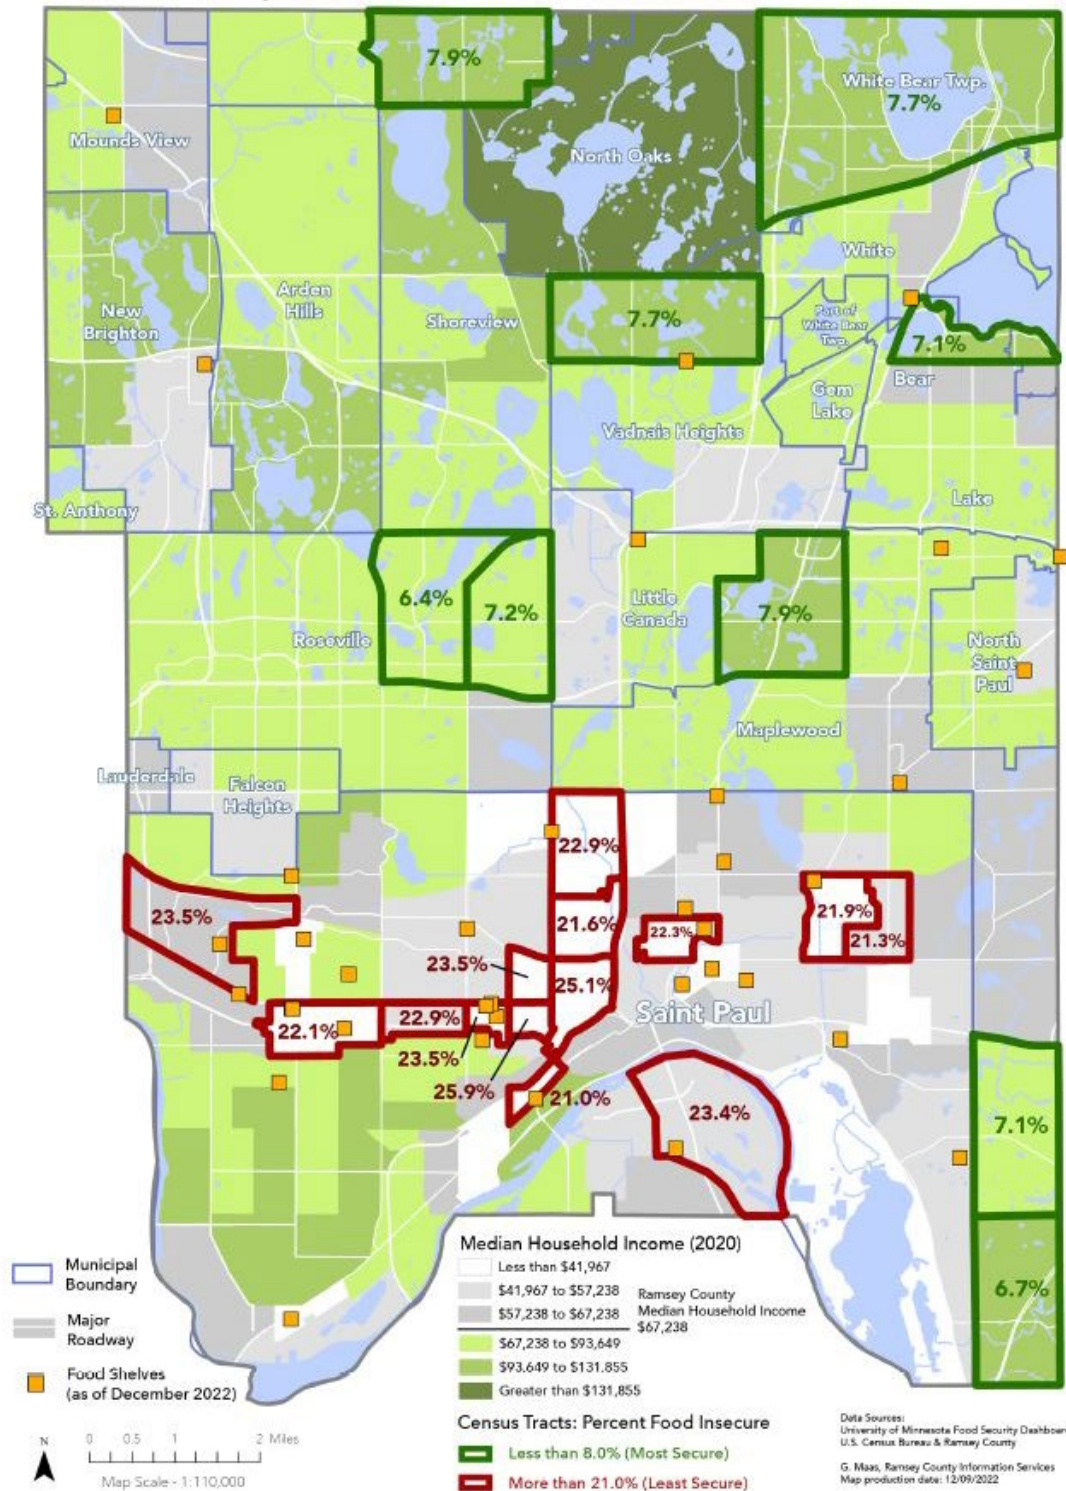 7.9%
White Bear Twp.
7.7%
Mounds View
North Oaks
White
New
Brighton
Arden
Hills
Shoreview
7.7%
Part of
White Bear
Twp.
7.1%
Bear
Gem
Lake
Vadnais Heights
St. Anthony
Lake
6.4%
7.2%
Roseville
Little
Canada
7.9%
North
Saint
Paul
Maplewood
Lauderdale
Falcon
Heights
22.9%
23.5%
21.6%
22.3%
21.9%
21.3%
23.5%
25.1%
Saint Paul
22.1%
22.9%
23.5%
25.9%
21.0%
23.4%
7.1%
6.7%
Municipal
Boundary
Major
Roadway
Food Shelves
(as of December 2022)
N
0 0.5 1 2 Miles
Map Scale - 1:110,000
Median Household Income (2020)
Less than $41,967
$41,967 to $57,238
$57,238 to $67,238
Ramsey County
Median Household Income
$67,238
$67,238 to $93,649
$93,649 to $131,855
Greater than $131,855
Census Tracts: Percent Food Insecure
Less than 8.0% (Most Secure)
More than 21.0% (Least Secure)
Data Sources:
University of Minnesota Food Security Dashboar
U.S. Census Bureau & Ramsey County
G. Maas, Ramsey County Information Services
Map production date: 12/09/2022